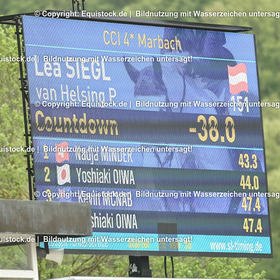 © Copyright: Equistock.de | Bildnutzung mit Wasserzeichen untersagt!
CCI 4* Marbach
Lea SIEGL
van Helsing P
151
Countdown -38.0
1 Nadja MINDER 43.3
2 Yoshiaki OIWA 44.0
Kevin MCNAB 47.4
Yoshiaki OIWA 47.4
www.sl-timing.de